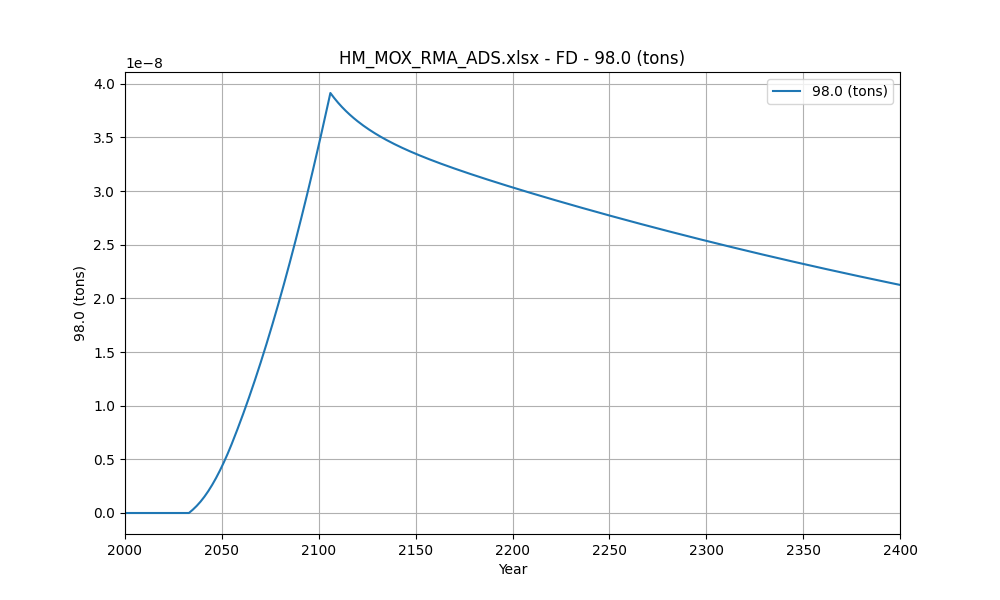 HM_MOX_RMA_ADS.xlsx - FD - 98.0 (tons)
1e−8
98.0 (tons)
4.0
3.5
3.0
2.5
2.0
1.5
1.0
0.5
0.0
98.0 (tons)
2000 2050 2100 2150 2200 2250 2300 2350 2400
Year